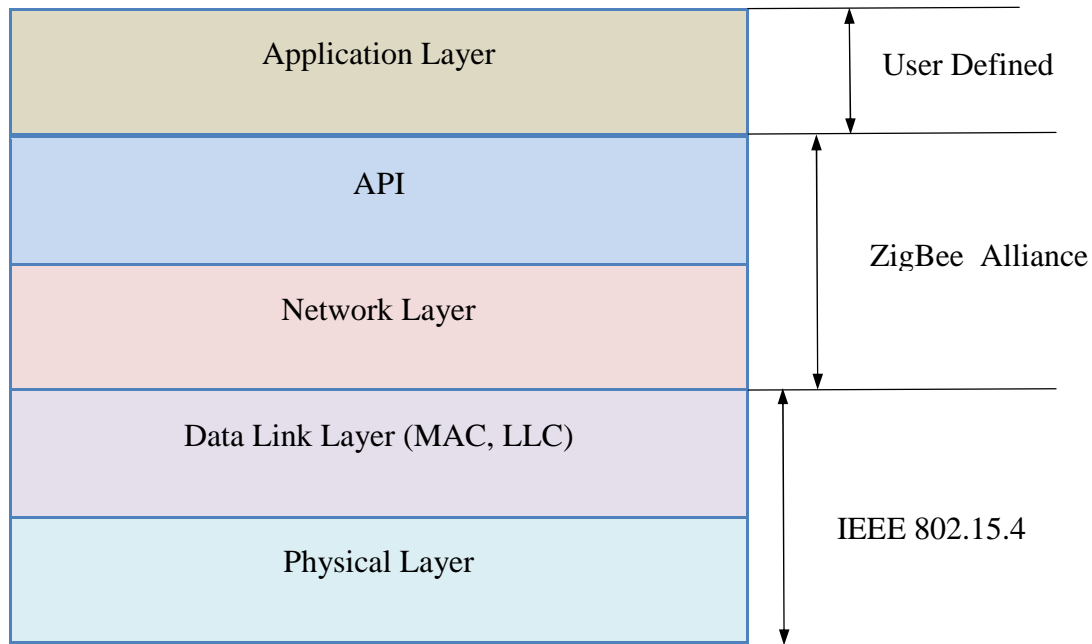 Application Layer
User Defined
API
ZigBee Alliance
Network Layer
Data Link Layer (MAC, LLC)
IEEE 802.15.4
Physical Layer